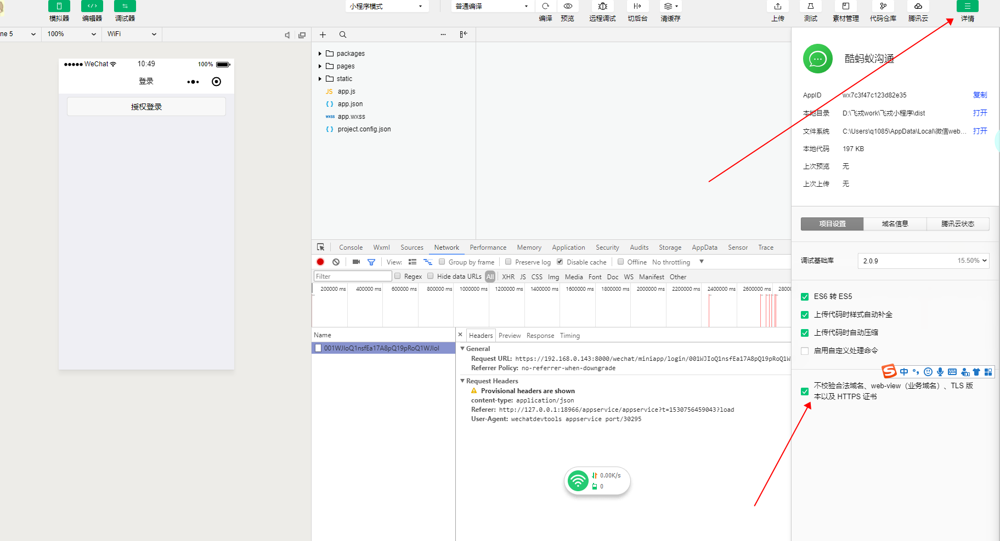 小程序模式
普通编译
模拟器 编辑器 调试器
编译 预览 远程调试 切后台 清缓存
上传 测试 素材管理 代码仓库 腾讯云 详情
ne 5 100% WiFi
WeChat 10:49 100%
登录
授权登录
packages
pages
static
JS app.js
{ } app.json
wxss app.wxss
{ } project.config.json
酷蚂蚁沟通
AppID wx7c3f47c123d82e35 复制
本地目录 D:\飞戎work\飞戎小程序\dist 打开
文件系统 C:\Users\q1085\AppData\Local\微信web... 打开
本地代码 197 KB
上次预览 无
上次上传 无
项目设置 域名信息 腾讯云状态
调试基础库 2.0.9 15.50%
ES6 转 ES5
上传代码时样式自动补全
上传代码时自动压缩
启用自定义处理命令
中
不校验合法域名、web-view（业务域名）、TLS 版
本以及 HTTPS 证书
Console Wxml Sources Network Performance Memory Application Security Audits Storage AppData Sensor Trace
View: Group by frame Preserve log Disable cache Offline No throttling
Filter Regex Hide data URLs All XHR JS CSS Img Media Font Doc WS Manifest Other
200000 ms 400000 ms 600000 ms 800000 ms 1000000 ms 1200000 ms 1400000 ms 1600000 ms 1800000 ms 2000000 ms 2200000 ms 2400000 ms 2600000 ms 28000
Name
001WJIoQ1nsfEa17A8pQ19pRoQ1WJIoI
× Headers Preview Response Timing
General
Request URL: https://192.168.0.143:8000/wechat/miniapp/login/001WJIoQ1nsfEa17A8pQ19pRoQ1W
Referrer Policy: no-referrer-when-downgrade
Request Headers
Provisional headers are shown
content-type: application/json
Referer: http://127.0.0.1:18966/appservice/appservice?t=1530756459043?load
User-Agent: wechatdevtools appservice port/30295
0.00K/s
0